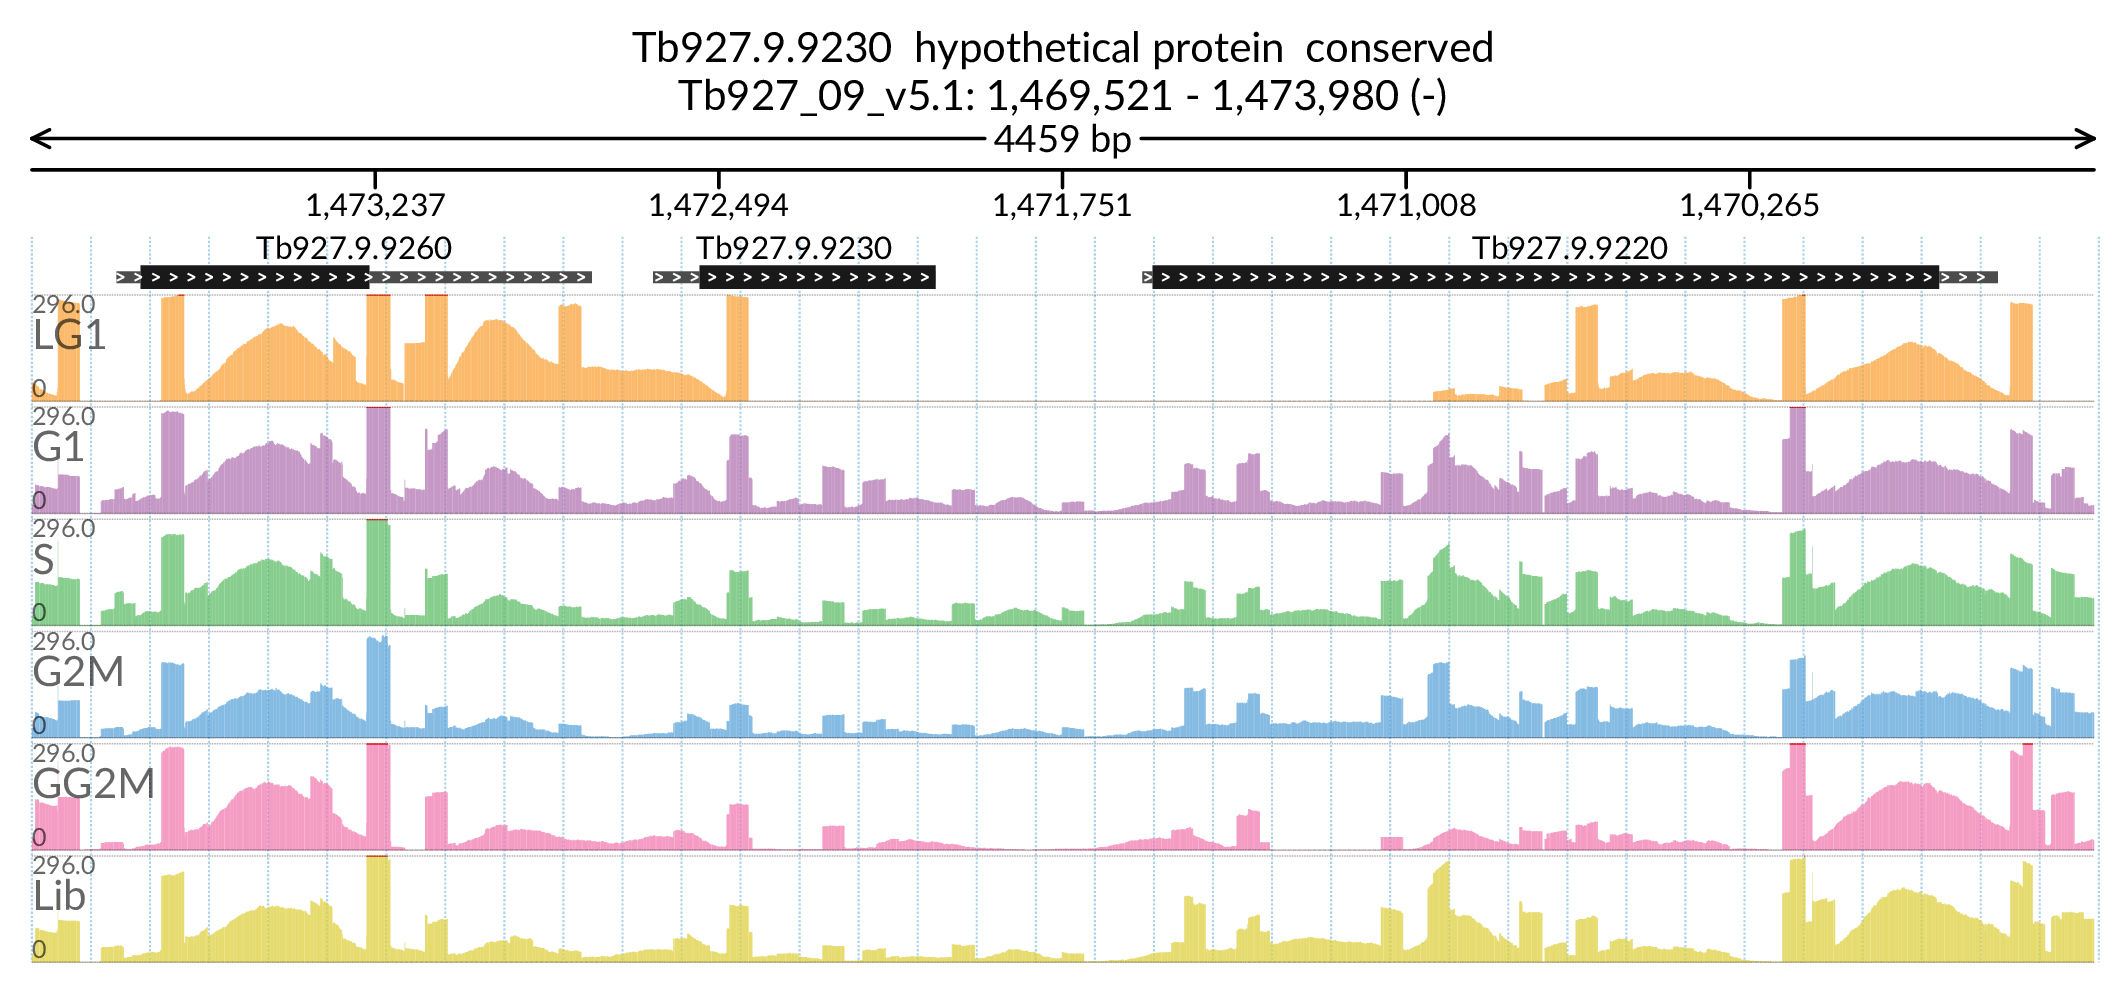 Tb927.9.9230  hypothetical protein  conserved
Tb927_09_v5.1: 1,469,521 - 1,473,980 (-)
4459 bp
1,473,237 1,472,494 1,471,751 1,471,008 1,470,265
Tb927.9.9260 Tb927.9.9230 Tb927.9.9220
296.0
LG1
0
296.0
G1
0
296.0
S
0
296.0
G2M
0
296.0
GG2M
0
296.0
Lib
0